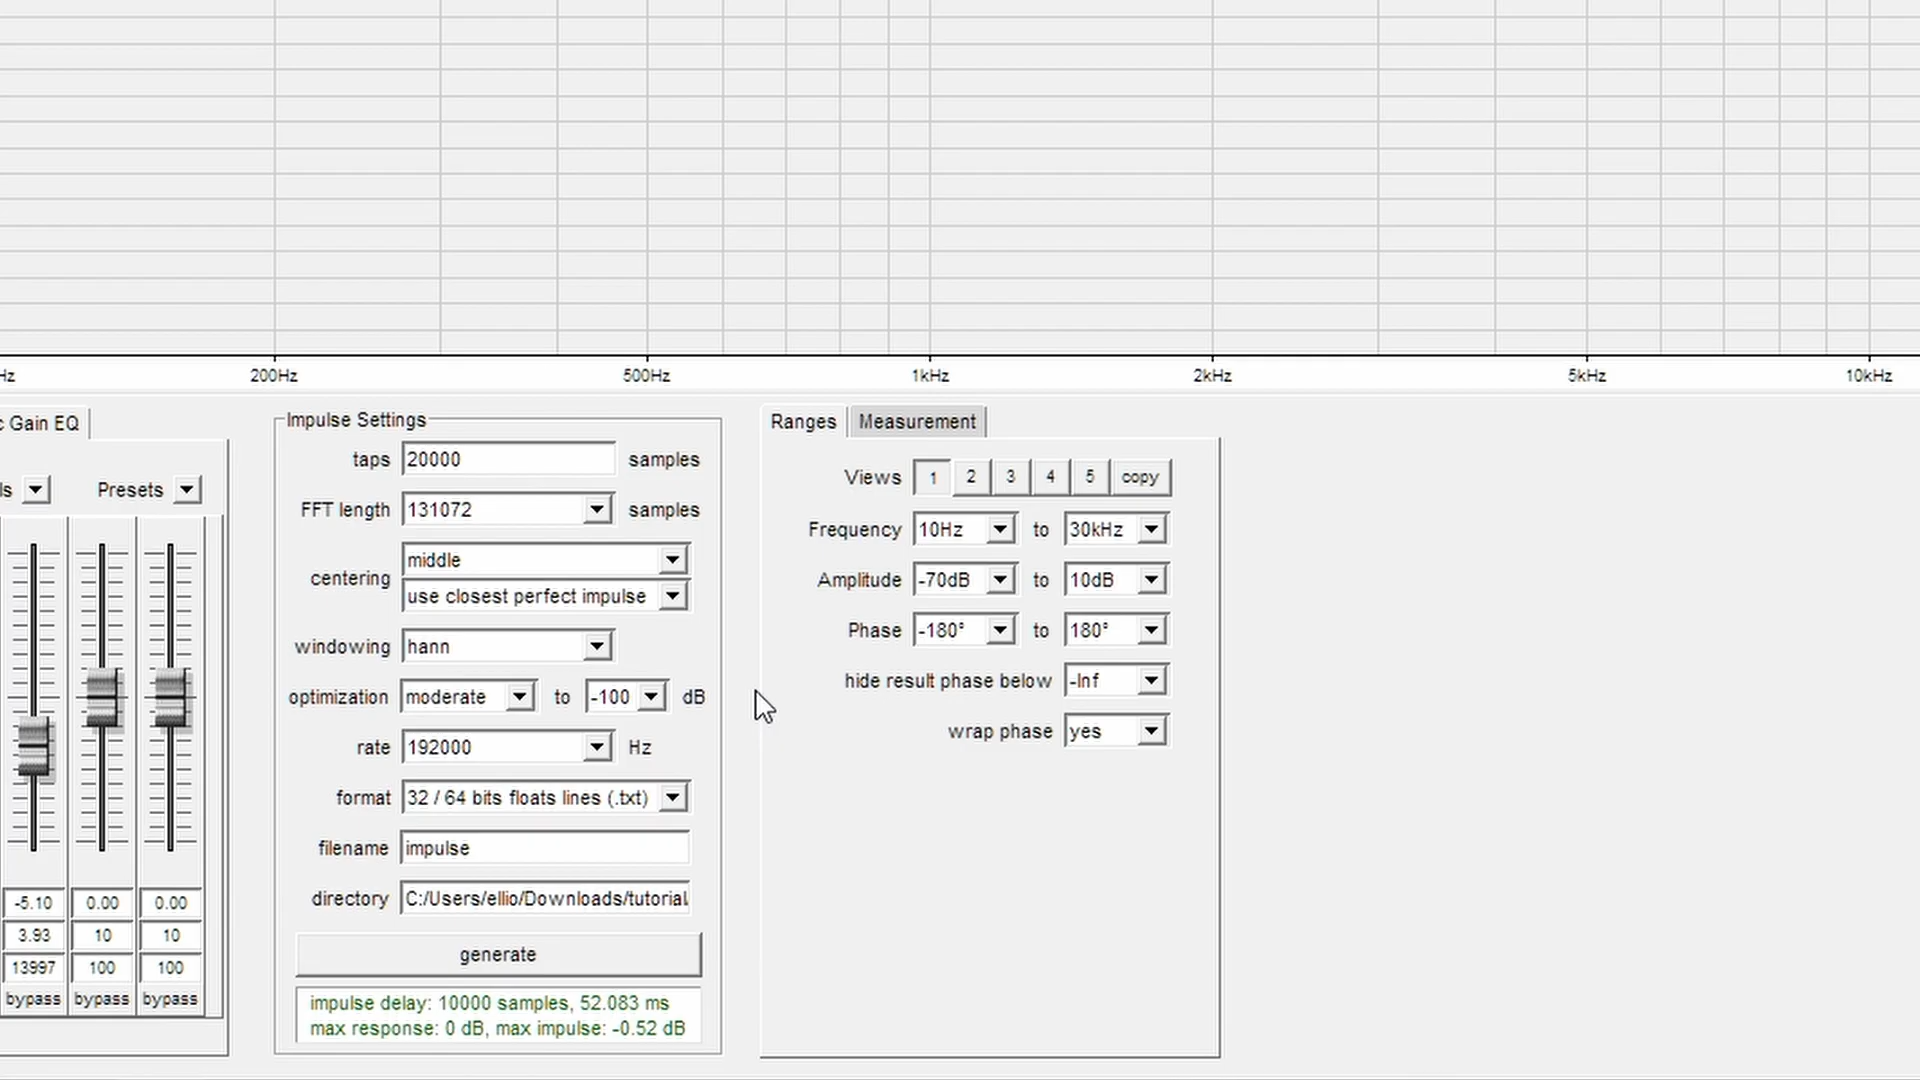 Hz 200Hz 500Hz 1kHz 2kHz 5kHz 10kHz
c Gain EQ
ls Presets
-5.10 0.00 0.00
3.93 10 10
13997 100 100
bypass bypass bypass
Impulse Settings
taps 20000 samples
FFT length 131072 samples
centering middle
use closest perfect impulse
windowing hann
optimization moderate to -100 dB
rate 192000 Hz
format 32 / 64 bits floats lines (.txt)
filename impulse
directory C:/Users/ellio/Downloads/tutorial
generate
impulse delay: 10000 samples, 52.083 ms
max response: 0 dB, max impulse: -0.52 dB
Ranges Measurement
Views 1 2 3 4 5 copy
Frequency 10Hz to 30kHz
Amplitude -70dB to 10dB
Phase -180° to 180°
hide result phase below -Inf
wrap phase yes